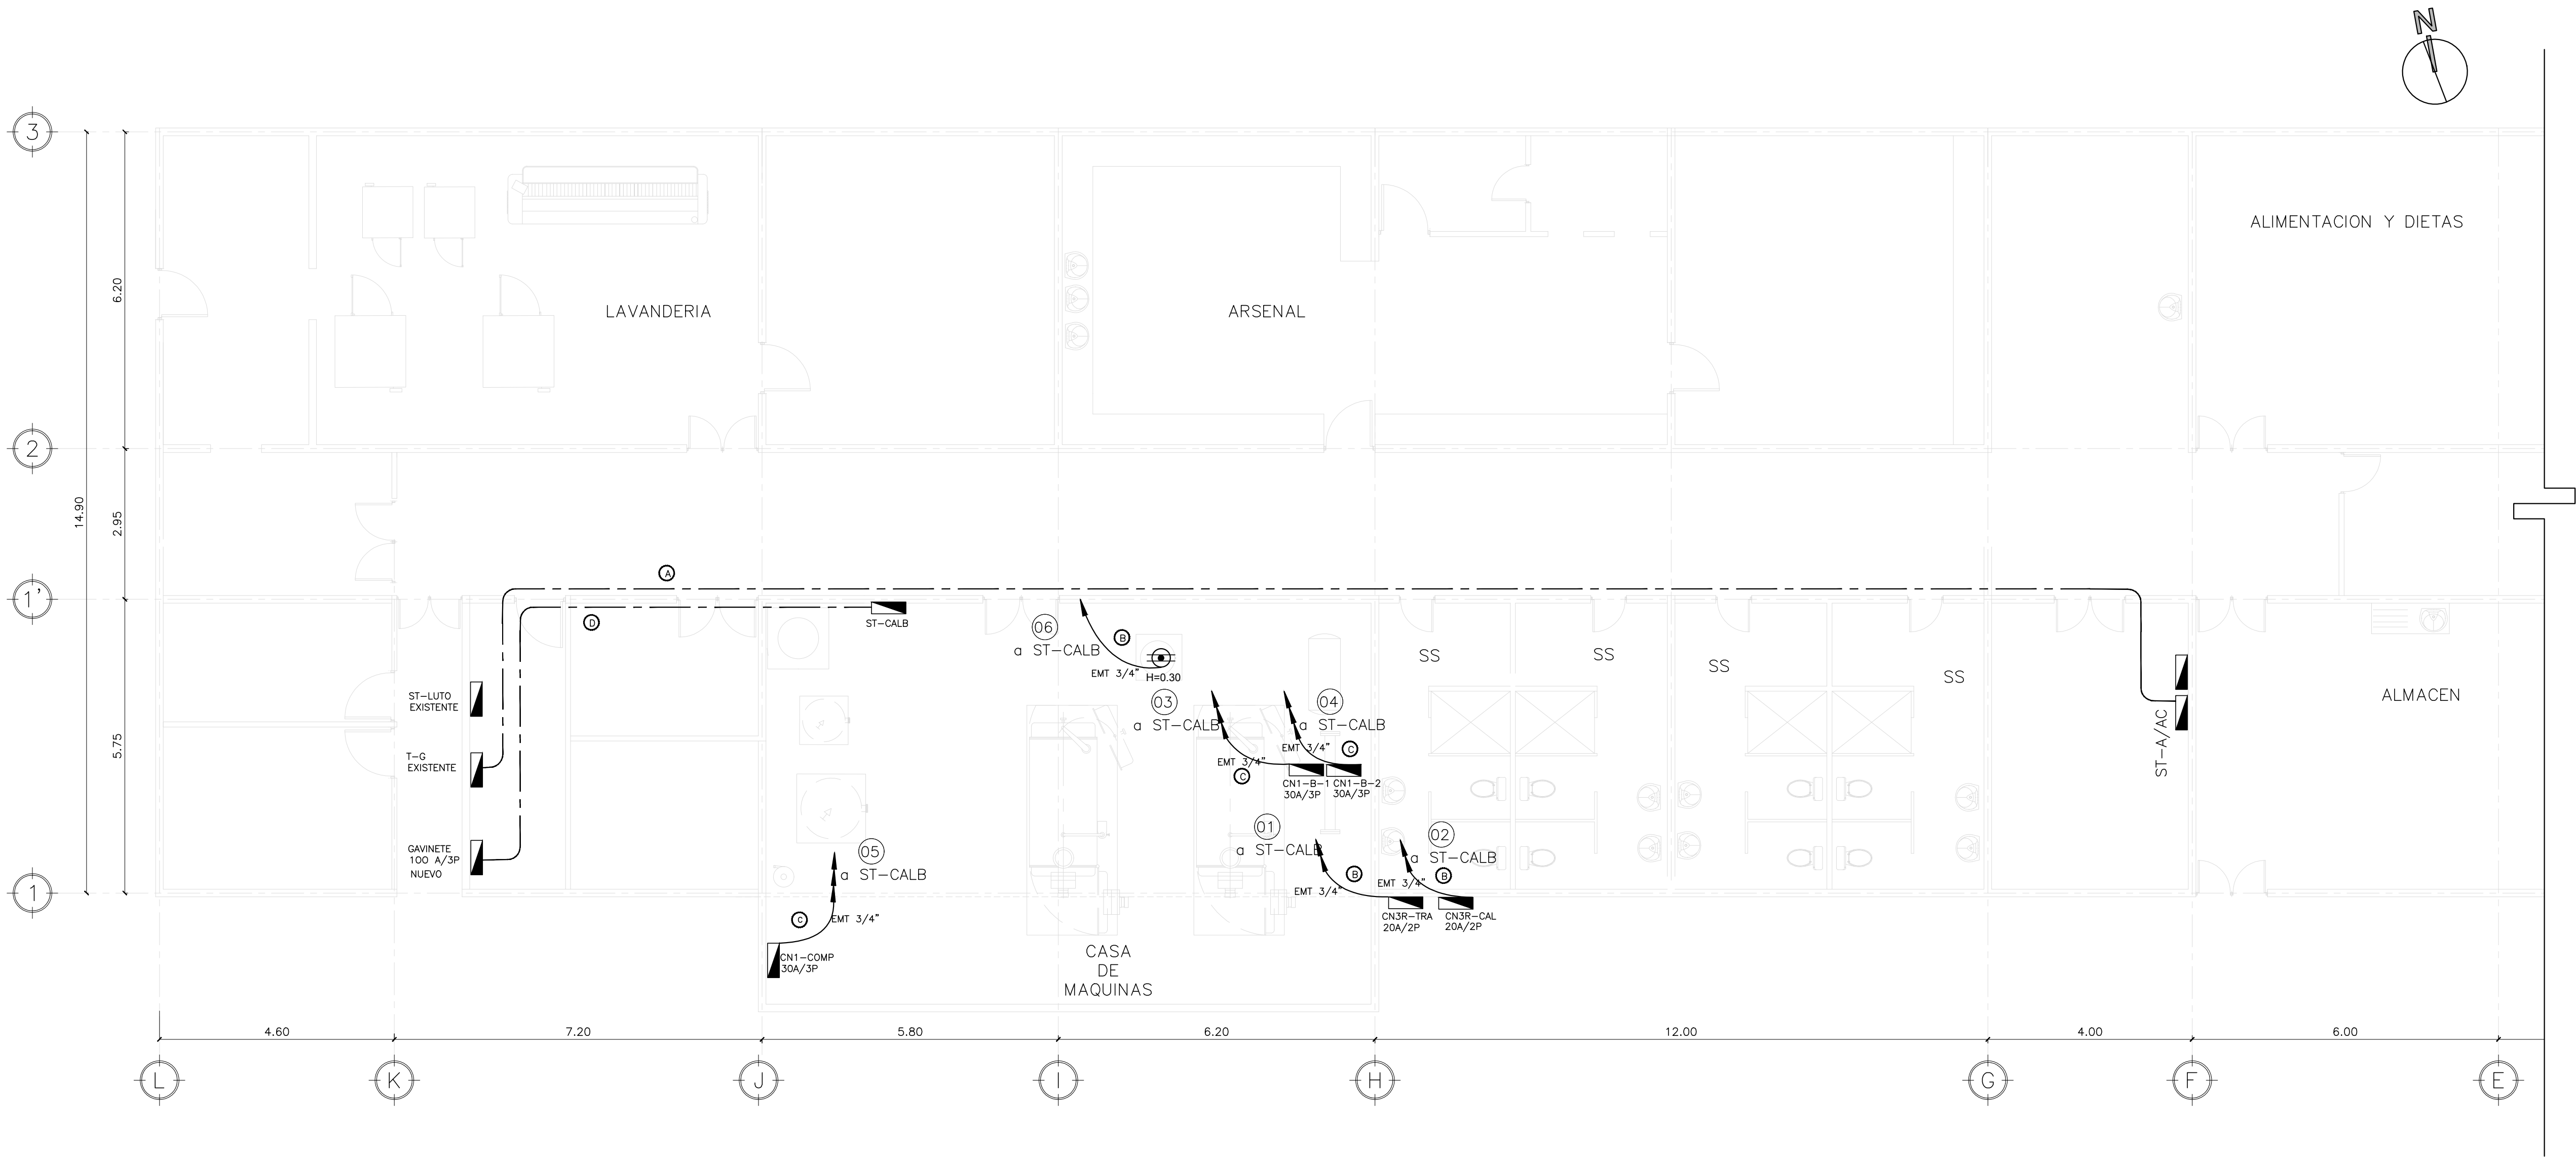 N
3
ALIMENTACION Y DIETAS
6.20
LAVANDERIA
ARSENAL
2
14.90
2.95
A
1'
D
ST-CALB
06
a ST-CALB
B
EMT 3/4"
H=0.30
SS
SS
SS
SS
ST-LUTO
EXISTENTE
03
a ST-CALB
04
a ST-CALB
ALMACEN
ST-A/AC
5.75
T-G
EXISTENTE
EMT 3/4"
C
EMT 3/4"
C
CN1-B-1
30A/3P
CN1-B-2
30A/3P
01
a ST-CALB
02
a ST-CALB
GAVINETE
100 A/3P
NUEVO
05
a ST-CALB
B
EMT 3/4"
B
EMT 3/4"
1
C
EMT 3/4"
CN3R-TRA
20A/2P
CN3R-CAL
20A/2P
CN1-COMP
30A/3P
CASA
DE
MAQUINAS
4.60
7.20
5.80
6.20
12.00
4.00
6.00
L
K
J
I
H
G
F
E